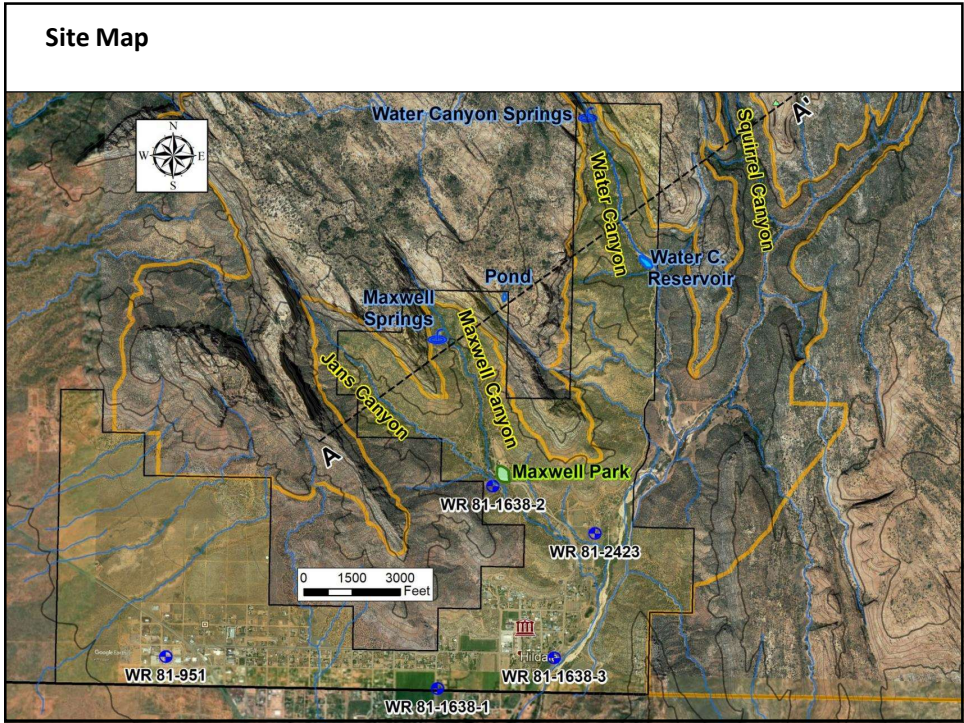 Site Map
N
W E
S
Water Canyon Springs
A'
Squirrel Canyon
Water Canyon
Water C.
Reservoir
Pond
Maxwell
Springs
Maxwell Canyon
Jans Canyon
A
Maxwell Park
WR 81-1638-2
WR 81-2423
0 1500 3000
Feet
Google Earth
Hilda
WR 81-951
WR 81-1638-3
WR 81-1638-1